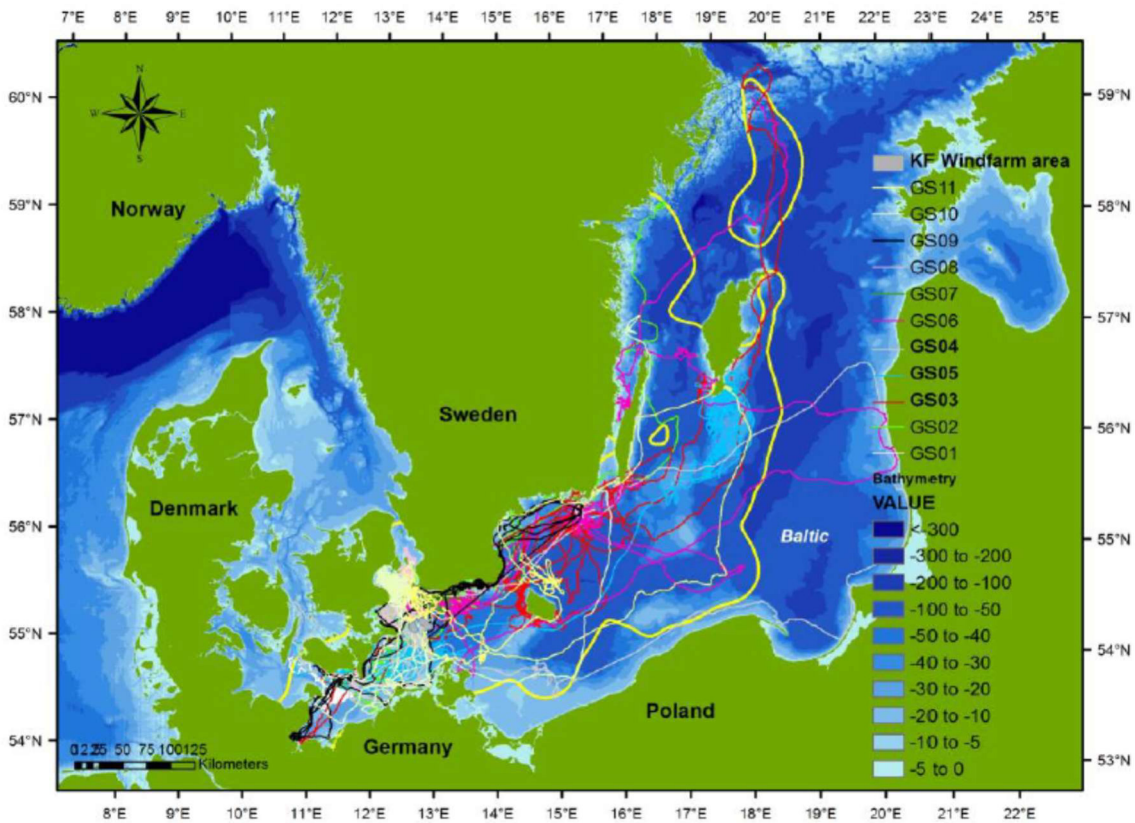 7°E 8°E 9°E 10°E 11°E 12°E 13°E 14°E 15°E 16°E 17°E 18°E 19°E 20°E 21°E 22°E 23°E 24°E 25°E
N
W E
S
60°N
59°N
58°N
57°N
56°N
55°N
54°N
Norway
Sweden
Denmark
Baltic
Poland
Germany
KF Windfarm area
GS11
GS10
GS09
GS08
GS07
GS06
GS04
GS05
GS03
GS02
GS01
Bathymetry
VALUE
<-300
-300 to -200
-200 to -100
-100 to -50
-50 to -40
-40 to -30
-30 to -20
-20 to -10
-10 to -5
-5 to 0
50 75 100 125
Kilometers
59°N
58°N
57°N
56°N
55°N
54°N
53°N
8°E 9°E 10°E 11°E 12°E 13°E 14°E 15°E 16°E 17°E 18°E 19°E 20°E 21°E 22°E